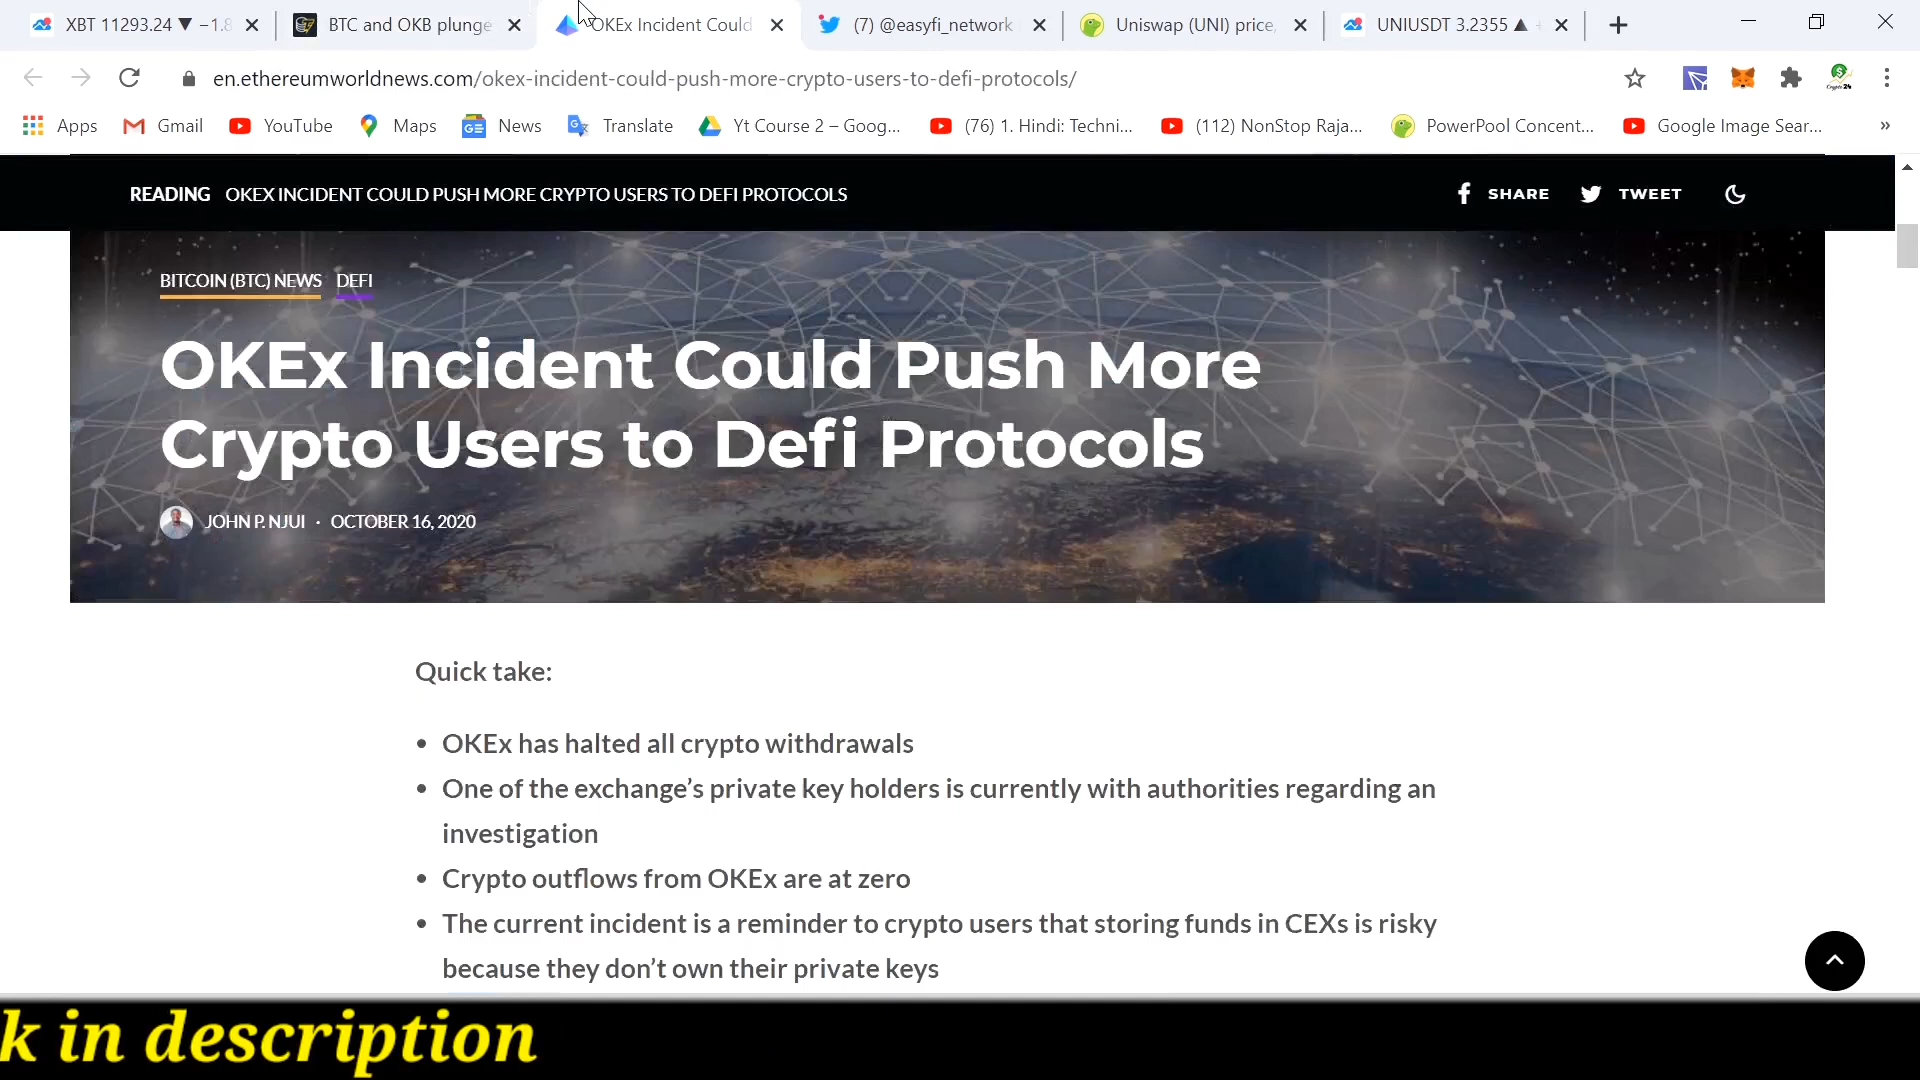 XBT 11293.24 ▼ −1.8
BTC and OKB plunge
OKEx Incident Could
(7) @easyfi_network
Uniswap (UNI) price,
UNIUSDT 3.2355 ▲
en.ethereumworldnews.com/okex-incident-could-push-more-crypto-users-to-defi-protocols/
Apps
Gmail
YouTube
Maps
News
Translate
Yt Course 2 – Goog...
(76) 1. Hindi: Techni...
(112) NonStop Raja...
PowerPool Concent...
Google Image Sear...
READING OKEX INCIDENT COULD PUSH MORE CRYPTO USERS TO DEFI PROTOCOLS
SHARE
TWEET
BITCOIN (BTC) NEWS DEFI
OKEx Incident Could Push More
Crypto Users to Defi Protocols
JOHN P. NJUI · OCTOBER 16, 2020
Quick take:
• OKEx has halted all crypto withdrawals
• One of the exchange’s private key holders is currently with authorities regarding an
investigation
• Crypto outflows from OKEx are at zero
• The current incident is a reminder to crypto users that storing funds in CEXs is risky
because they don’t own their private keys
k in description